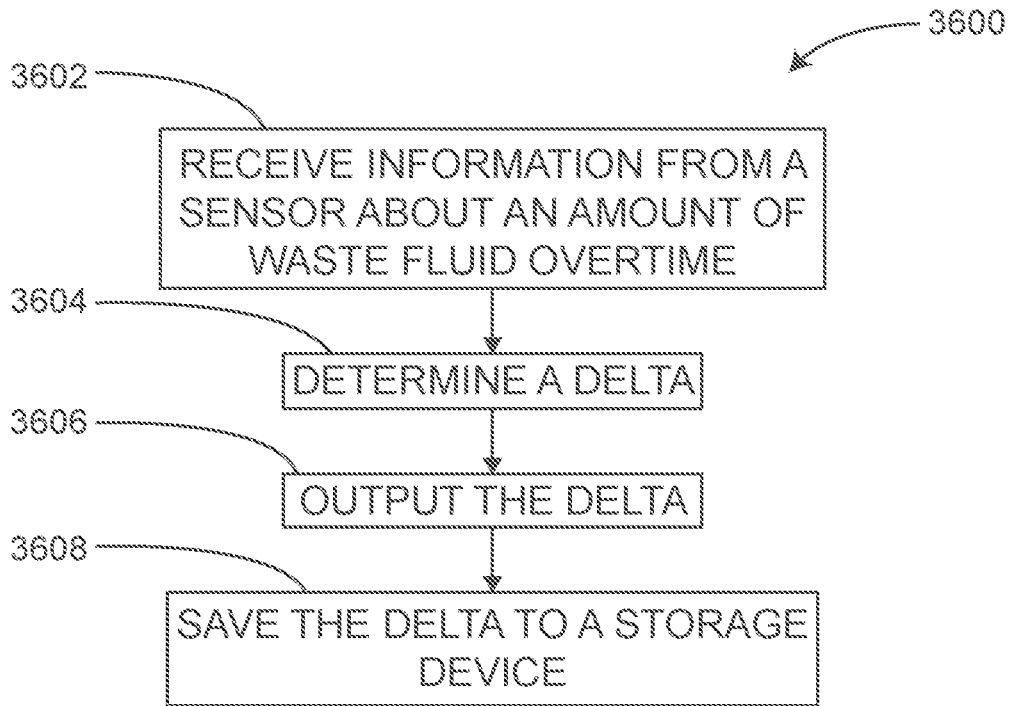 3600
3602
RECEIVE INFORMATION FROM A
SENSOR ABOUT AN AMOUNT OF
WASTE FLUID OVERTIME
3604
DETERMINE A DELTA
3606
OUTPUT THE DELTA
3608
SAVE THE DELTA TO A STORAGE
DEVICE